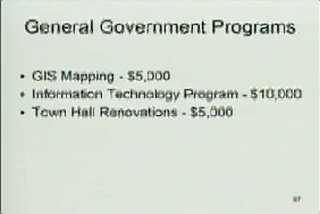 General Government Programs
• GIS Mapping - $5,000
• Information Technology Program - $10,000
• Town Hall Renovations - $5,000